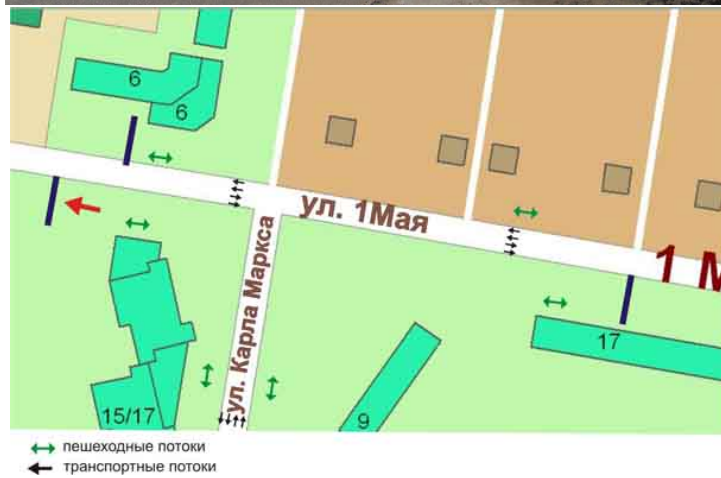 6
6
ул. 1Мая
1 М
ул. Карла Маркса
17
15/17
9
пешеходные потоки
транспортные потоки